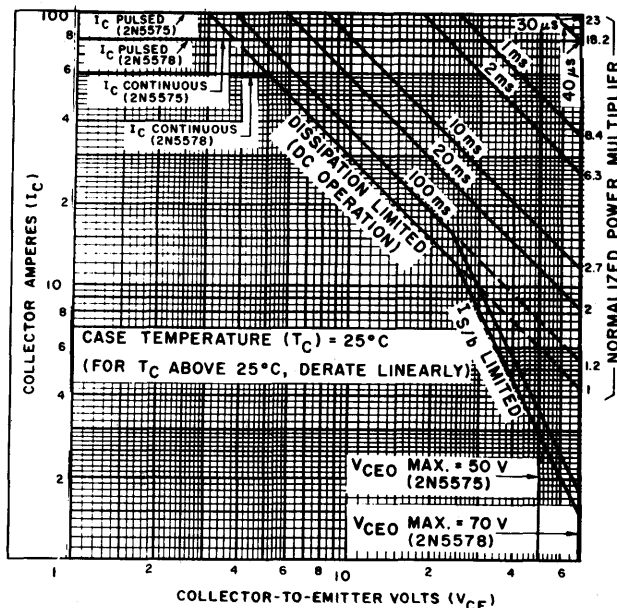 100
8
6
4
2
10
8
6
4
2
1
COLLECTOR AMPERES (IC)
IC PULSED
(2N5575)
IC PULSED
(2N5578)
IC CONTINUOUS
(2N5575)
IC CONTINUOUS
(2N5578)
30 μs
40 μs
1ms
2 ms
10 ms
20 ms
100 ms
DISSIPATION LIMITED
(DC OPERATION)
IS/b LIMITED
CASE TEMPERATURE (TC) = 25°C
(FOR TC ABOVE 25°C, DERATE LINEARLY)
VCEO MAX. = 50 V
(2N5575)
VCEO MAX. = 70 V
(2N5578)
23
18.2
8.4
6.3
2.7
2
1.2
1
NORMALIZED POWER MULTIPLIER
1
2
4
6
8
10
2
4
6
COLLECTOR-TO-EMITTER VOLTS (VCE)